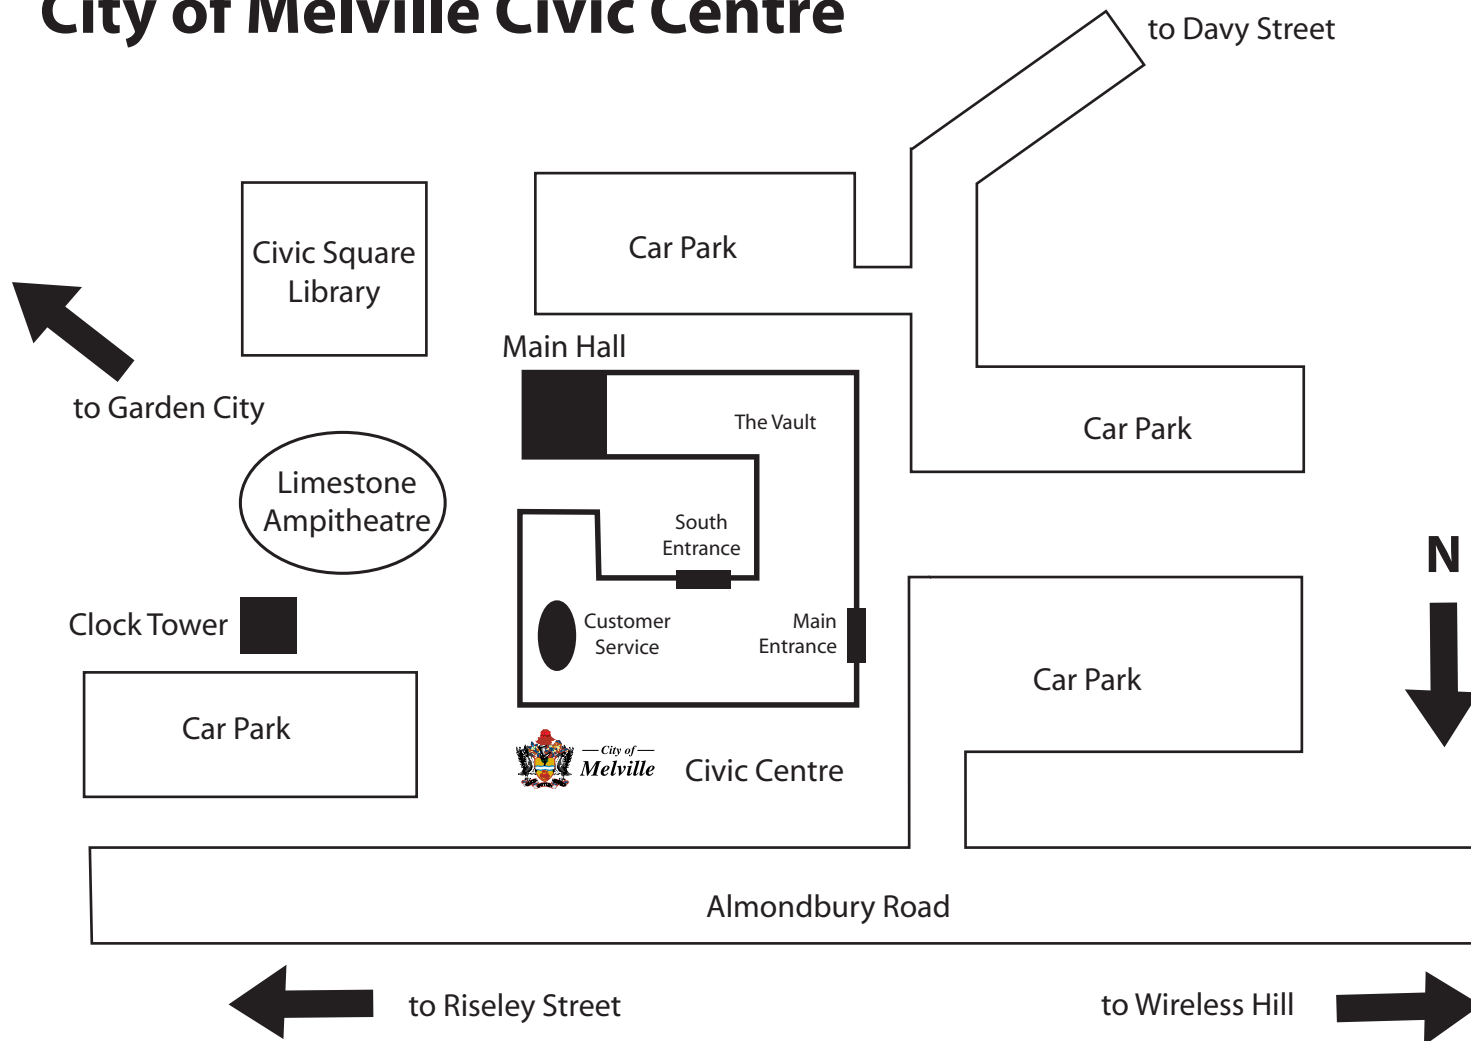 City of Melville Civic Centre
to Davy Street
Civic Square
Library
Car Park
Main Hall
to Garden City
The Vault
Car Park
Limestone
Ampitheatre
South
Entrance
N
Clock Tower
Customer
Service
Main
Entrance
Car Park
Car Park
City of
Melville
Civic Centre
Almondbury Road
to Riseley Street
to Wireless Hill